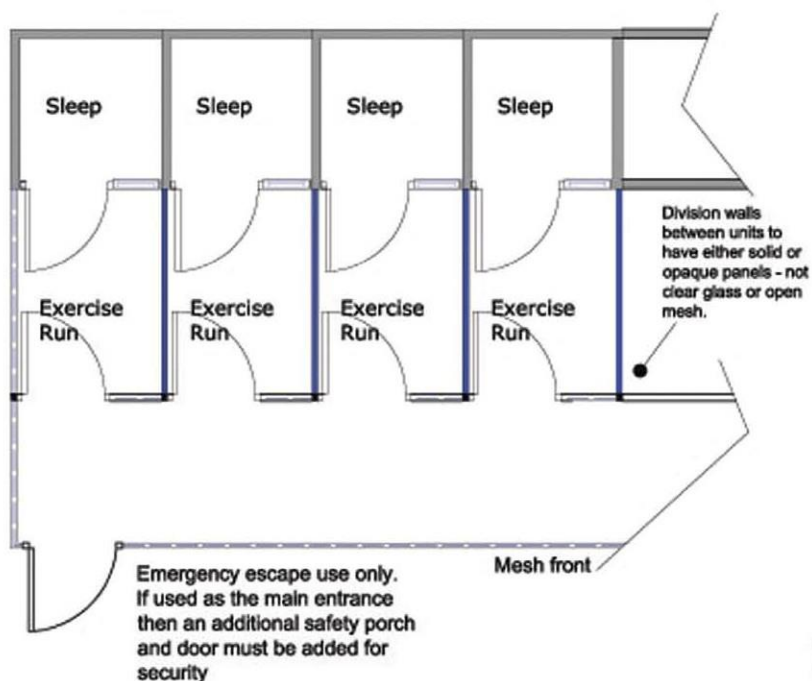 Sleep
Sleep
Sleep
Sleep
Division walls
between units to
have either solid or
opaque panels - not
clear glass or open
mesh.
Exercise
Run
Exercise
Run
Exercise
Run
Exercise
Run
Mesh front
Emergency escape use only.
If used as the main entrance
then an additional safety porch
and door must be added for
security